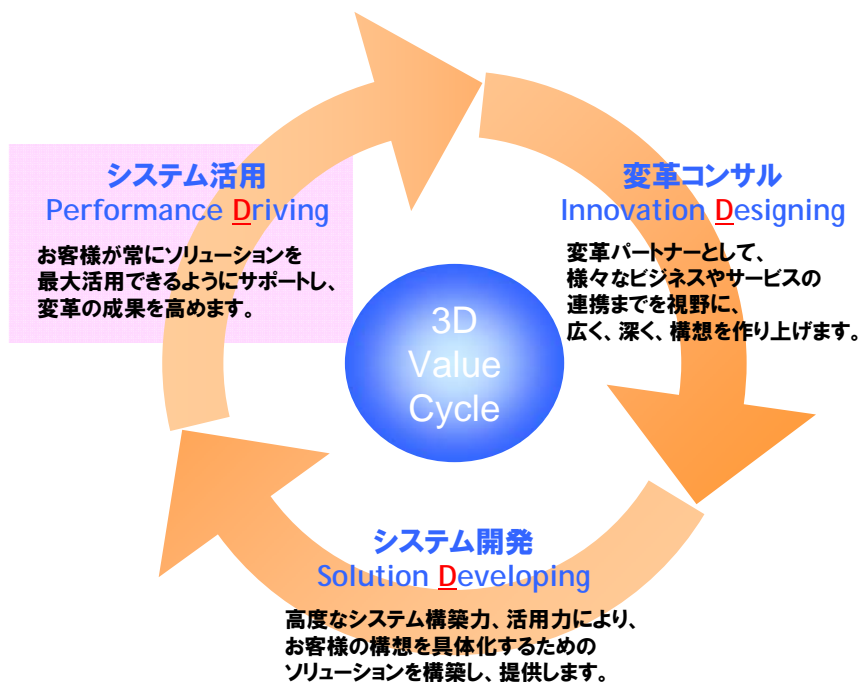 システム活用
Performance Driving
お客様が常にソリューションを
最大活用できるようにサポートし、
変革の成果を高めます。
変革コンサル
Innovation Designing
変革パートナーとして、
様々なビジネスやサービスの
連携までを視野に、
広く、深く、構想を作り上げます。
3D
Value
Cycle
システム開発
Solution Developing
高度なシステム構築力、活用力により、
お客様の構想を具体化するための
ソリューションを構築し、提供します。